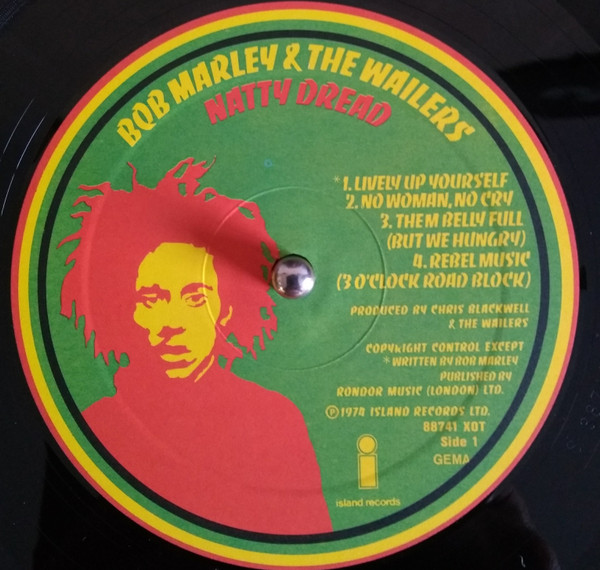 BOB MARLEY & THE WAILERS
NATTY DREAD
*1. LIVELY UP YOURSELF
2. NO WOMAN, NO CRY
3. THEM BELLY FULL
(BUT WE HUNGRY)
4. REBEL MUSIC
(3 O'CLOCK ROAD BLOCK)
PRODUCED BY CHRIS BLACKWELL
& THE WAILERS
COPYRIGHT CONTROL EXCEPT
*WRITTEN BY BOB MARLEY
PUBLISHED BY
RONDOR MUSIC (LONDON) LTD.
℗1974 ISLAND RECORDS LTD.
88741 XOT
Side 1
GEMA
island records